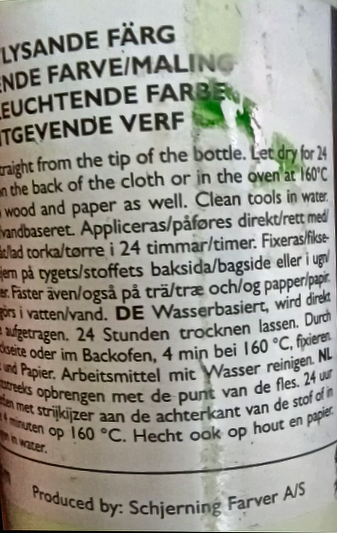 LYSANDE FÄRG
ENDE FARVE/MALING
LEUCHTENDE FARBE
TGEVENDE VERF
traight from the tip of the bottle. Let dry for 24
on the back of the cloth or in the oven at 160°C
wood and paper as well. Clean tools in water.
vandbaseret. Appliceras/påføres direkt/rett med/
/lad torka/tørre i 24 timmar/timer. Fixeras/fikse-
jern på tygets/stoffets baksida/bagside eller i ugn/
er. Fäster även/også på trä/træ och/og papper/papir.
görs i vatten/vand. DE Wasserbasiert, wird direkt
aufgetragen. 24 Stunden trocknen lassen. Durch
ckseite oder im Backofen, 4 min bei 160 °C, fixieren.
und Papier. Arbeitsmittel mit Wasser reinigen. NL
tstreeks opbrengen met de punt van de fles. 24 uur
met strijkijzer aan de achterkant van de stof of in
4 minuten op 160 °C. Hecht ook op hout en papier.
in water.
Produced by: Schjerning Farver A/S